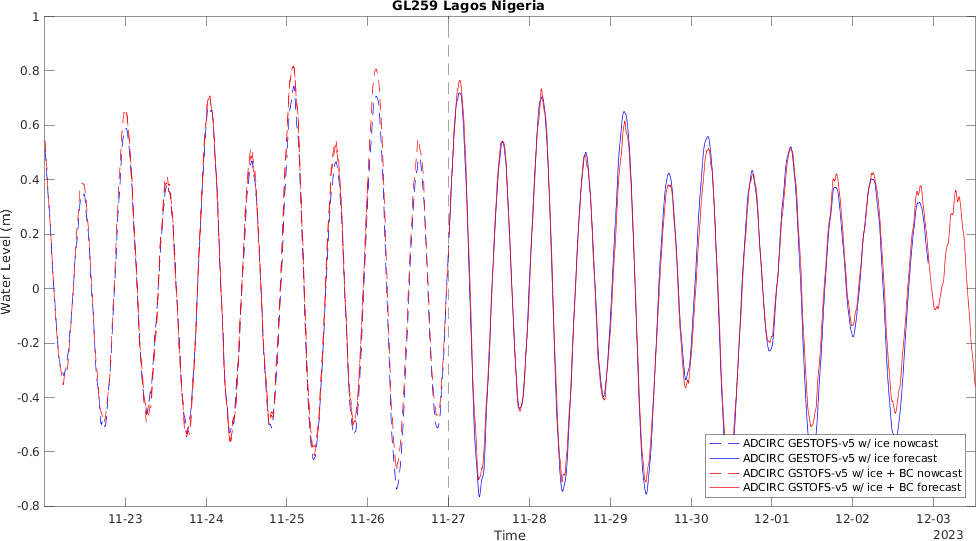 GL259 Lagos Nigeria
1
0.8
0.6
0.4
0.2
0
-0.2
-0.4
-0.6
-0.8
Water Level (m)
ADCIRC GESTOFS-v5 w/ ice nowcast
ADCIRC GESTOFS-v5 w/ ice forecast
ADCIRC GSTOFS-v5 w/ ice + BC nowcast
ADCIRC GSTOFS-v5 w/ ice + BC forecast
11-23 11-24 11-25 11-26 11-27 11-28 11-29 11-30 12-01 12-02 12-03
Time
2023